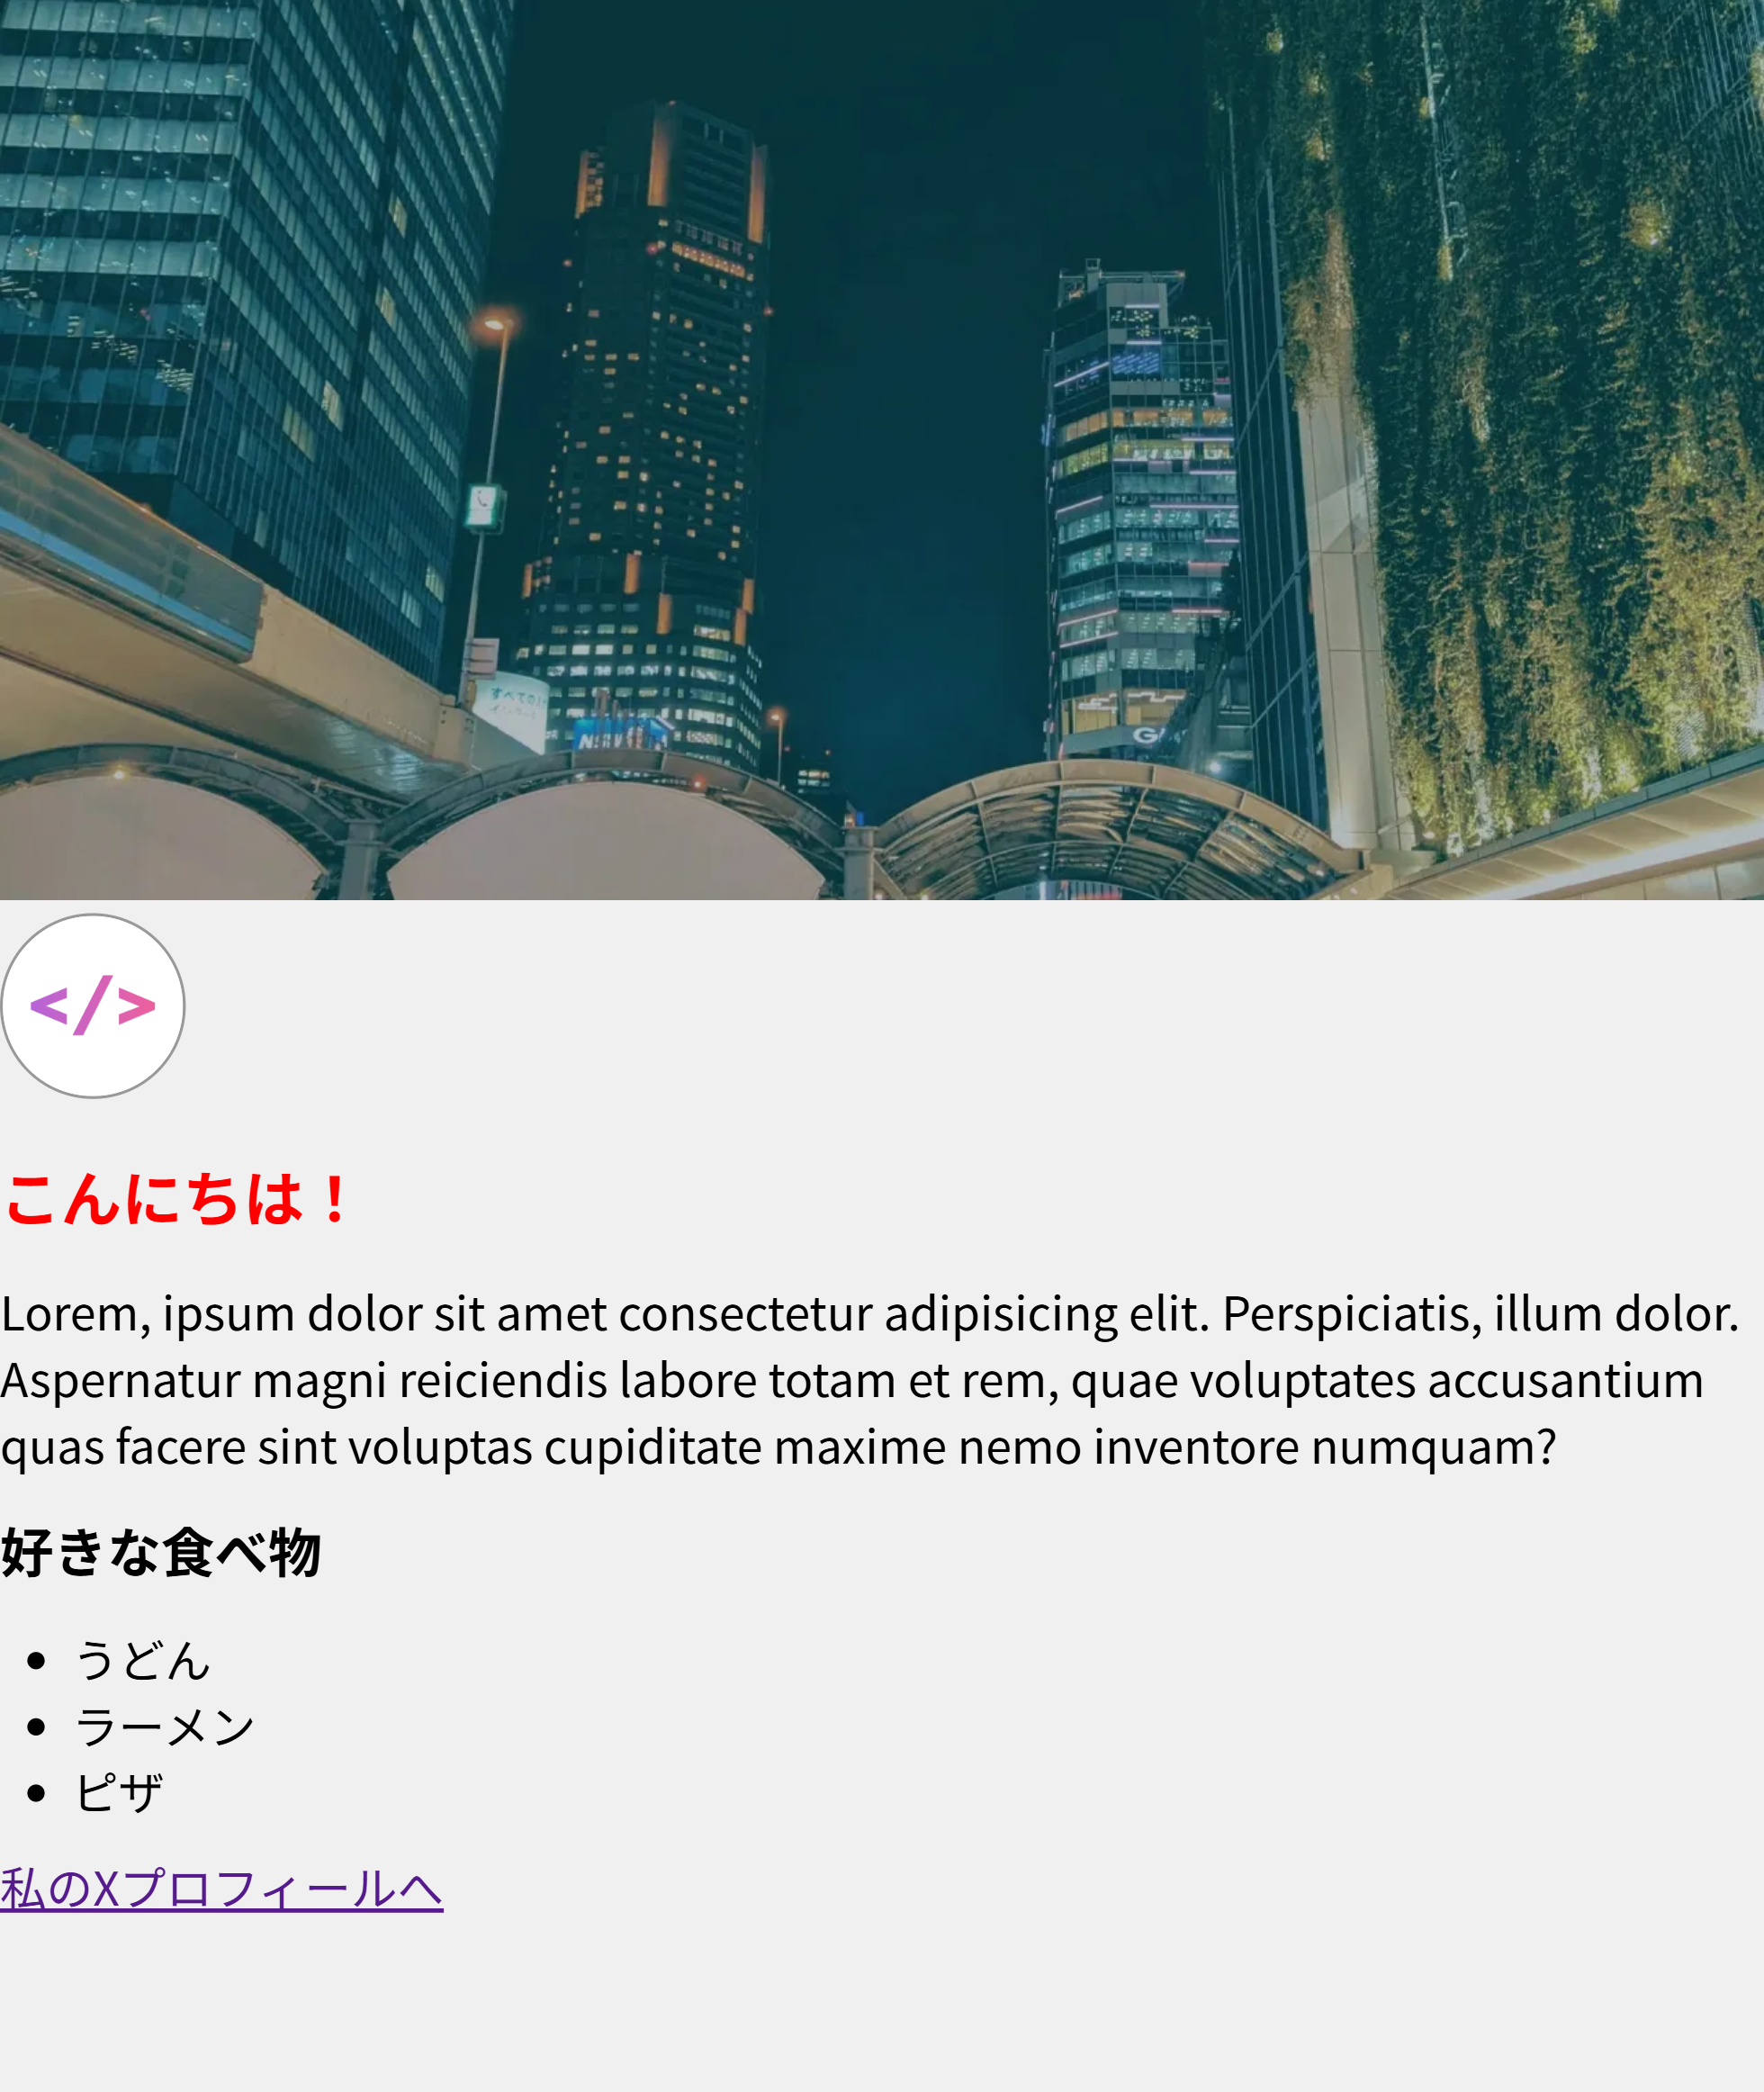 </>
こんにちは！
Lorem, ipsum dolor sit amet consectetur adipisicing elit. Perspiciatis, illum dolor.
Aspernatur magni reiciendis labore totam et rem, quae voluptates accusantium
quas facere sint voluptas cupiditate maxime nemo inventore numquam?
好きな食べ物
• うどん
• ラーメン
• ピザ
私のXプロフィールへ